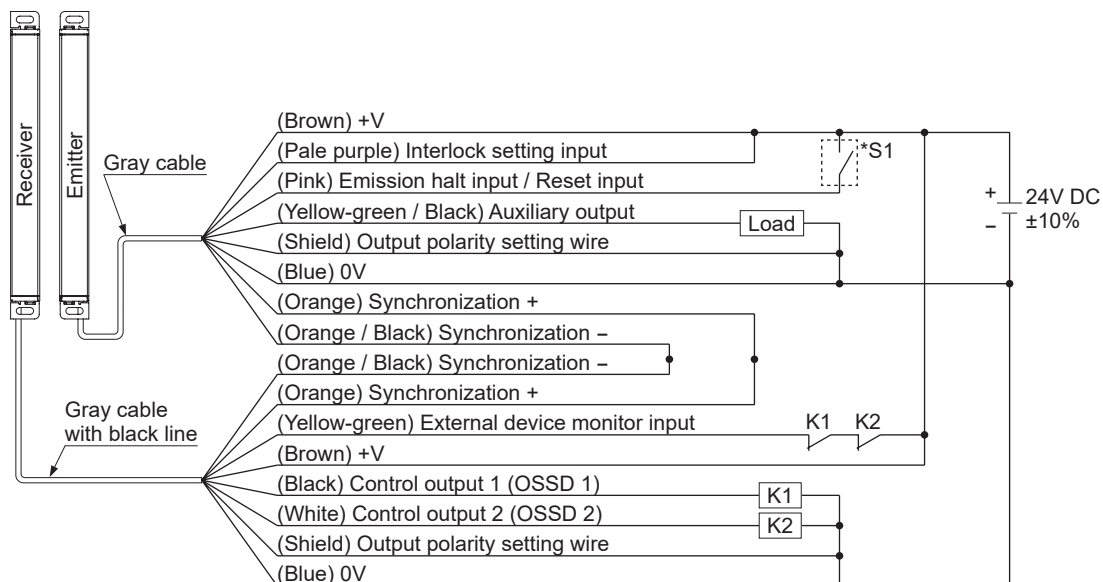 Receiver
Emitter
Gray cable
(Brown) +V
(Pale purple) Interlock setting input
*S1
(Pink) Emission halt input / Reset input
(Yellow-green / Black) Auxiliary output
Load
+
24V DC
–
±10%
(Shield) Output polarity setting wire
(Blue) 0V
(Orange) Synchronization +
(Orange / Black) Synchronization –
(Orange / Black) Synchronization –
(Orange) Synchronization +
Gray cable
with black line
(Yellow-green) External device monitor input
K1
K2
(Brown) +V
(Black) Control output 1 (OSSD 1)
K1
(White) Control output 2 (OSSD 2)
K2
(Shield) Output polarity setting wire
(Blue) 0V